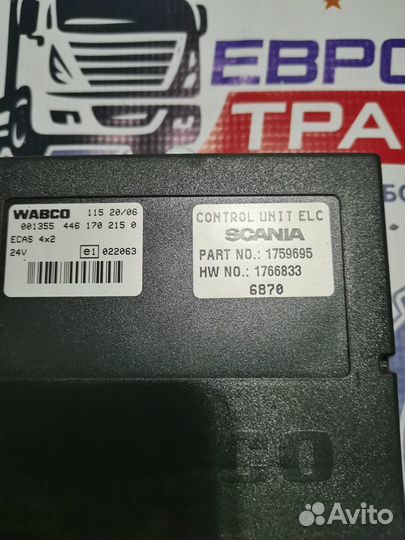 ЕВРО
ТРА
WABCO 115 20/06
001355 446 170 215 0
ECAS 4x2
24V e1 022063
CONTROL UNIT ELC
SCANIA
PART NO.: 1759695
HW NO.: 1766833
6870
Avito